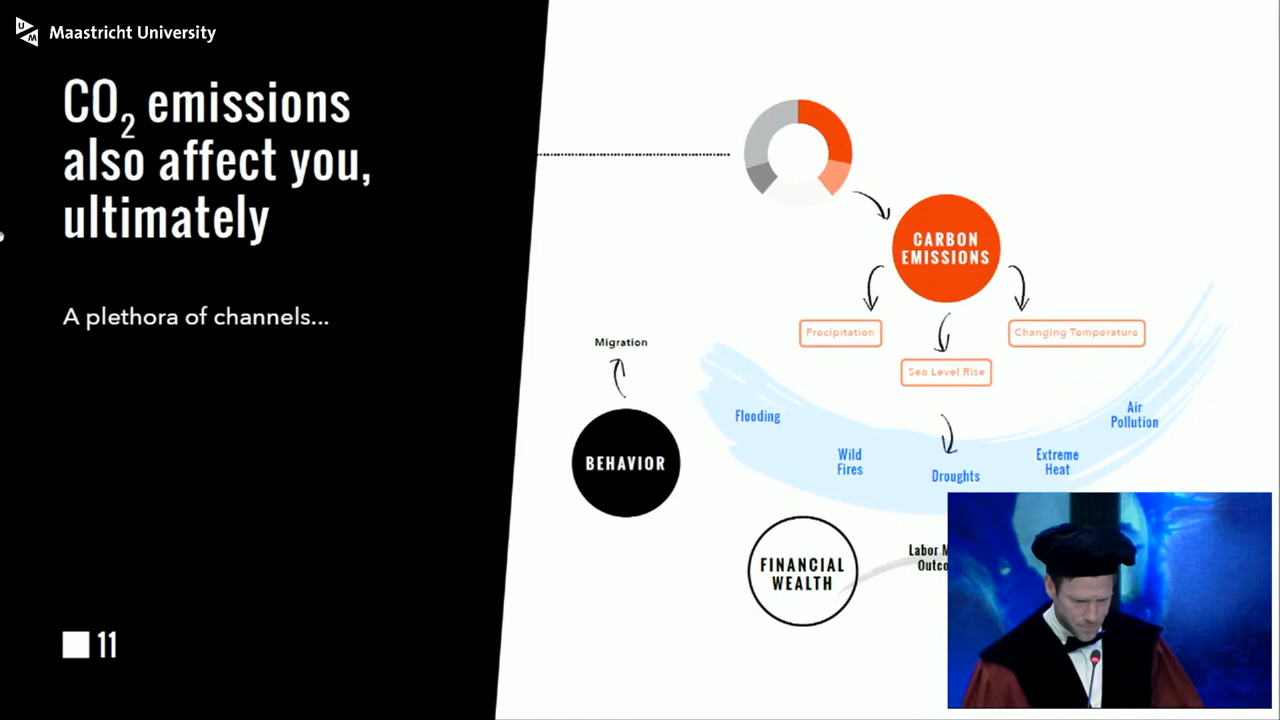 Maastricht University
CO2 emissions
also affect you,
ultimately
A plethora of channels...
11
CARBON
EMISSIONS
Precipitation
Changing Temperature
Sea Level Rise
Migration
BEHAVIOR
Flooding
Wild
Fires
Droughts
Extreme
Heat
Air
Pollution
FINANCIAL
WEALTH
Labor